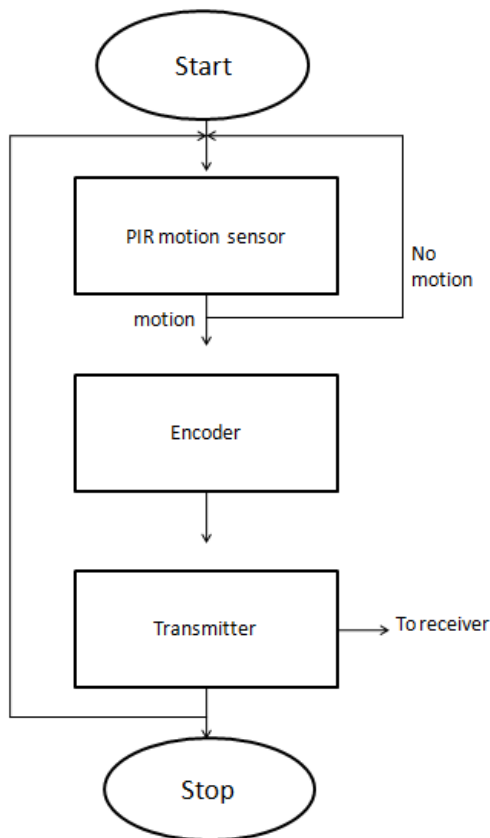 Start
PIR motion sensor
No
motion
motion
Encoder
Transmitter
To receiver
Stop